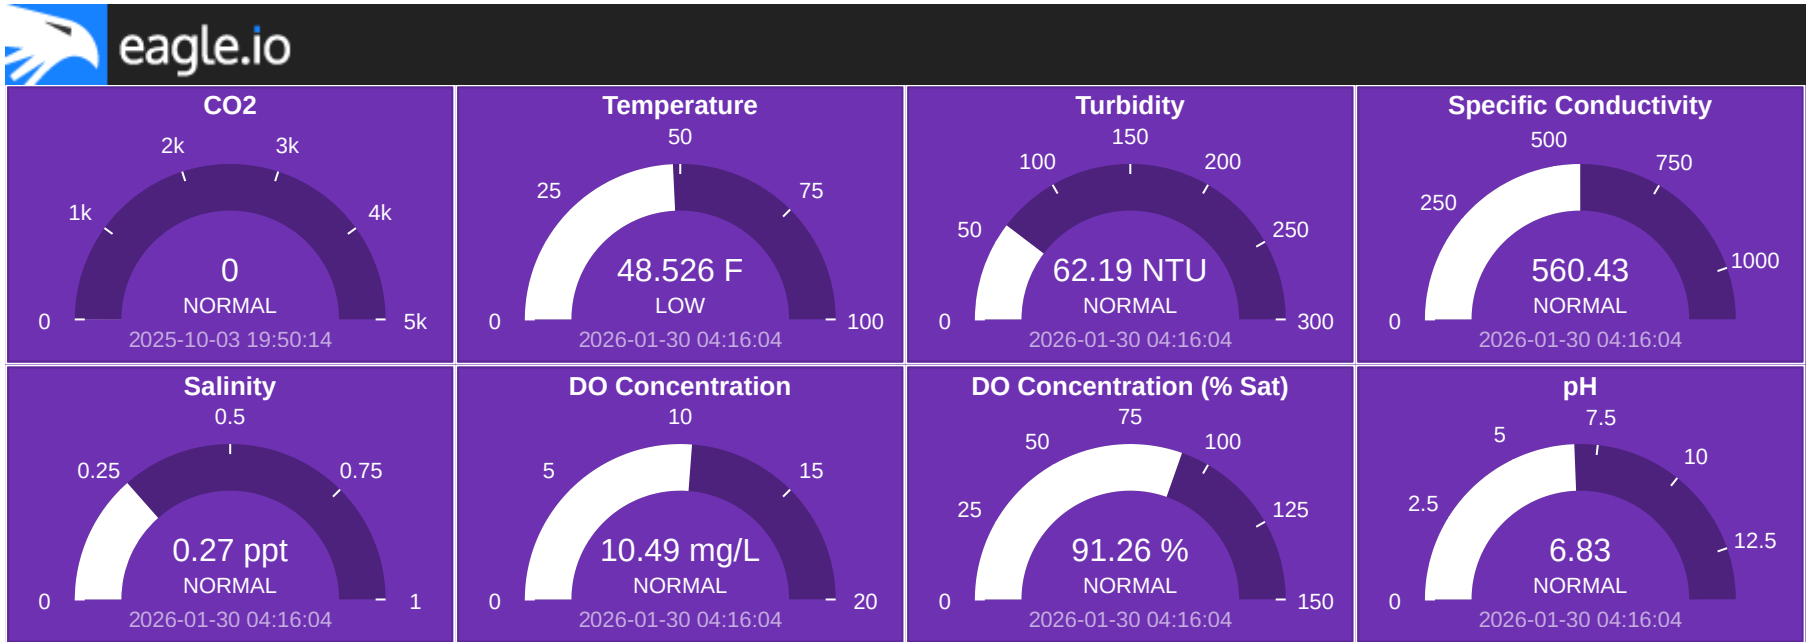 eagle.io
CO2
2k
3k
1k
4k
0
NORMAL
0
5k
2025-10-03 19:50:14
Temperature
50
25
75
48.526 F
LOW
0
100
2026-01-30 04:16:04
Turbidity
150
100
200
50
250
62.19 NTU
NORMAL
0
300
2026-01-30 04:16:04
Specific Conductivity
500
750
250
1000
560.43
NORMAL
0
2026-01-30 04:16:04
Salinity
0.5
0.25
0.75
0.27 ppt
NORMAL
0
1
2026-01-30 04:16:04
DO Concentration
10
5
15
10.49 mg/L
NORMAL
0
20
2026-01-30 04:16:04
DO Concentration (% Sat)
75
50
100
25
125
91.26 %
NORMAL
0
150
2026-01-30 04:16:04
pH
7.5
5
10
2.5
12.5
6.83
NORMAL
0
2026-01-30 04:16:04